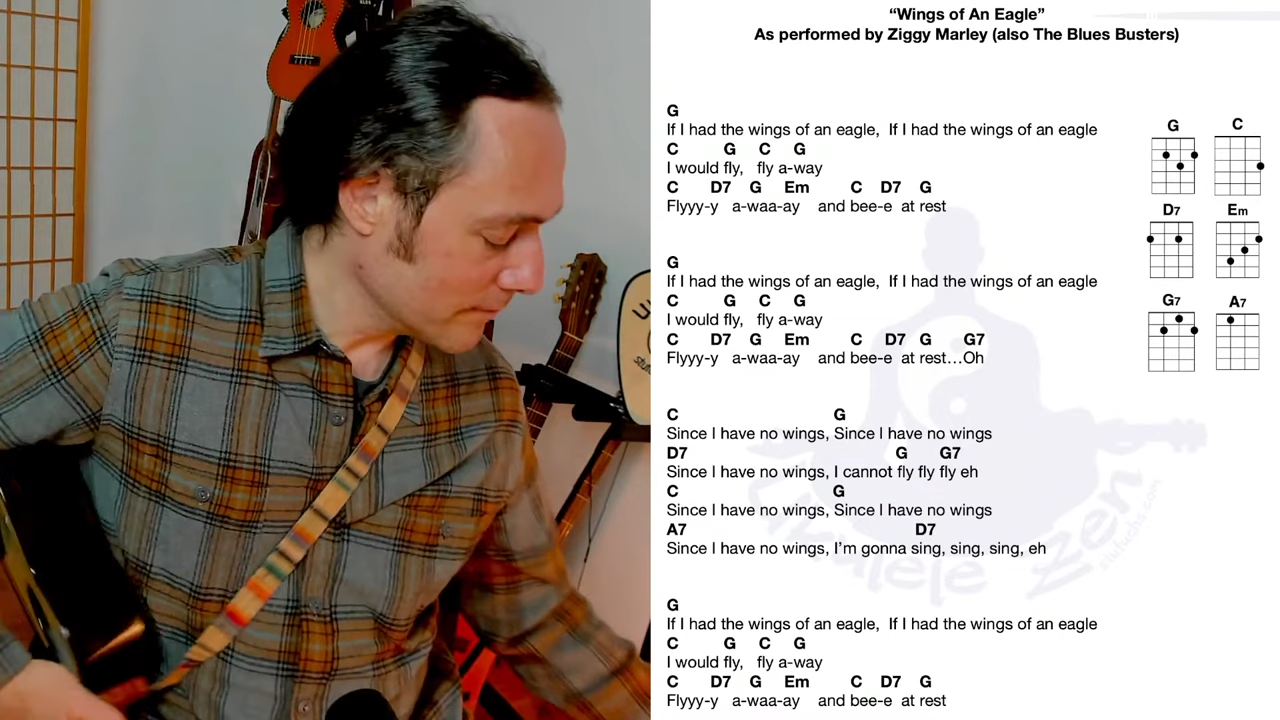 “Wings of An Eagle”
As performed by Ziggy Marley (also The Blues Busters)
G
If I had the wings of an eagle,  If I had the wings of an eagle
C G C G
I would fly,   fly a-way
C D7 G Em C D7 G
Flyyy-y   a-waa-ay    and bee-e  at rest
G
If I had the wings of an eagle,  If I had the wings of an eagle
C G C G
I would fly,   fly a-way
C D7 G Em C D7 G G7
Flyyy-y   a-waa-ay    and bee-e  at rest…Oh
C G
Since I have no wings, Since I have no wings
D7 G G7
Since I have no wings, I cannot fly fly fly eh
C G
Since I have no wings, Since I have no wings
A7 D7
Since I have no wings, I’m gonna sing, sing, sing, eh
G
If I had the wings of an eagle,  If I had the wings of an eagle
C G C G
I would fly,   fly a-way
C D7 G Em C D7 G
Flyyy-y   a-waa-ay    and bee-e  at rest
G C
D7 Em
G7 A7
Ukulele Zen
stufuchs.com